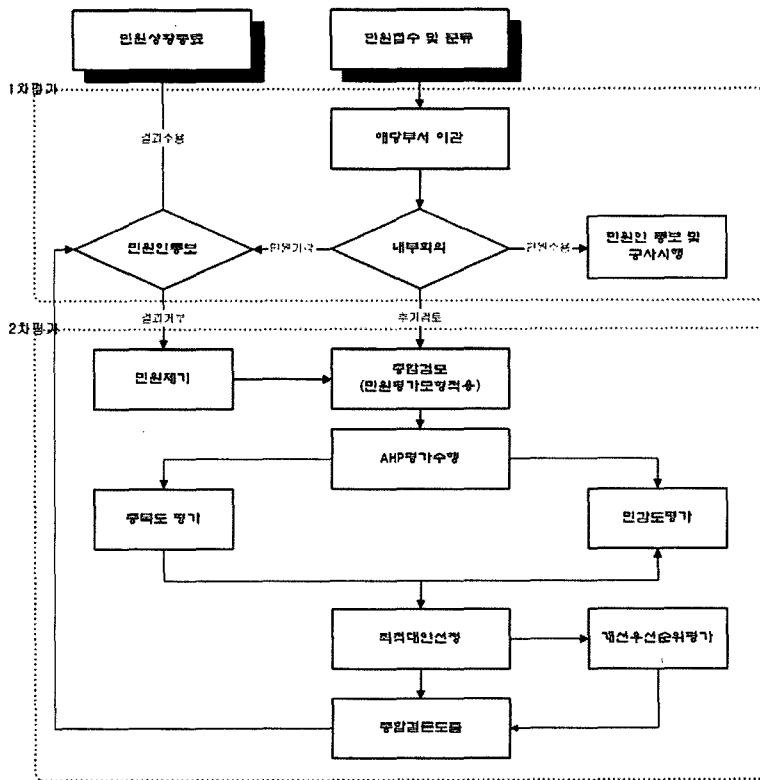 민원상황종료
민원접수 및 분류
1차평가
결과수용
해당부서 이관
민원인통보
민원기각
내부회의
민원수용
민원인 통보 및
공사시행
2차평가
결과거부
추가검토
민원제기
종합검토
(민원평가모형적용)
AHP평가수행
중복도 평가
민감도평가
최적대안선정
개선우선순위평가
종합결론도출